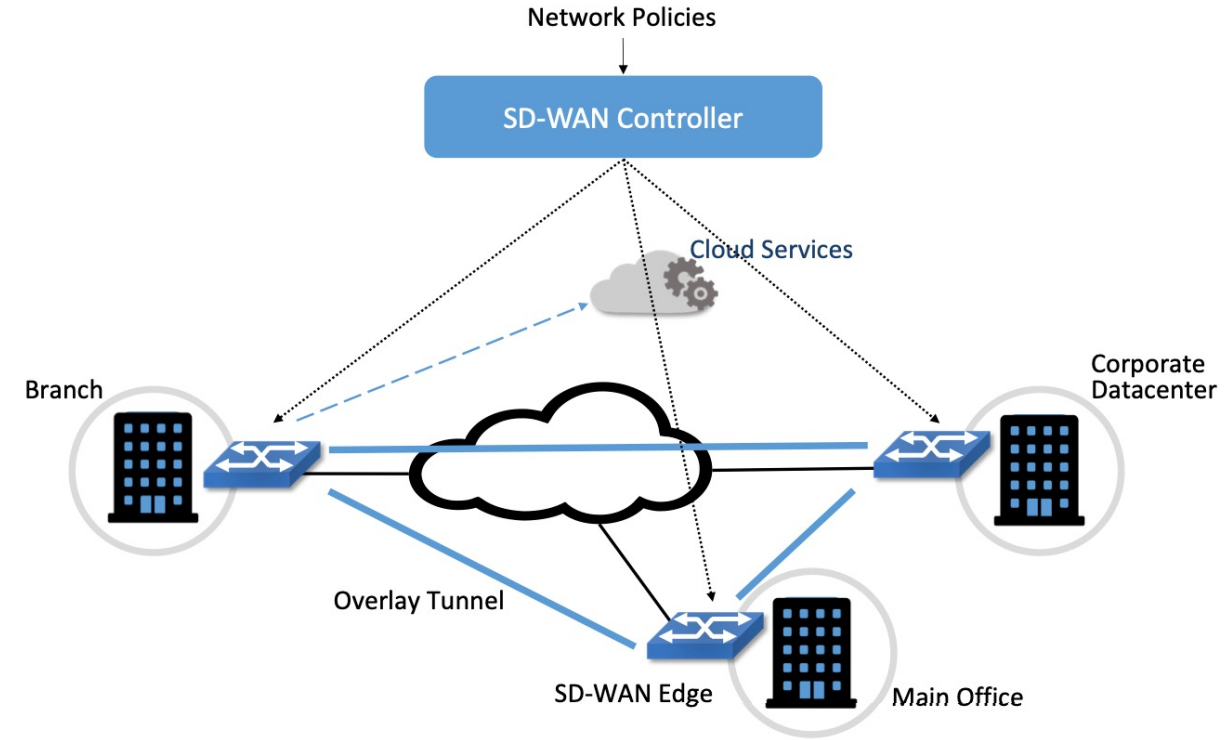 Network Policies
SD-WAN Controller
Cloud Services
Branch
Corporate
Datacenter
Overlay Tunnel
SD-WAN Edge
Main Office